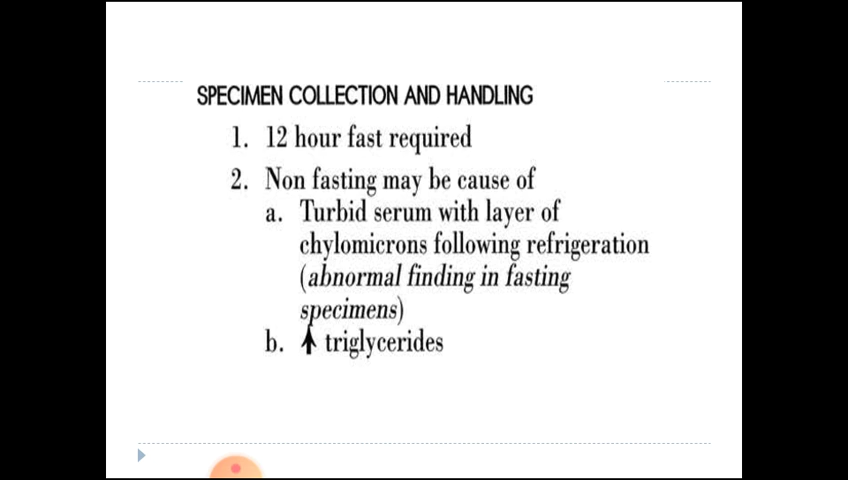 SPECIMEN COLLECTION AND HANDLING
1. 12 hour fast required
2. Non fasting may be cause of
a. Turbid serum with layer of
chylomicrons following refrigeration
(abnormal finding in fasting
specimens)
b. ↑ triglycerides